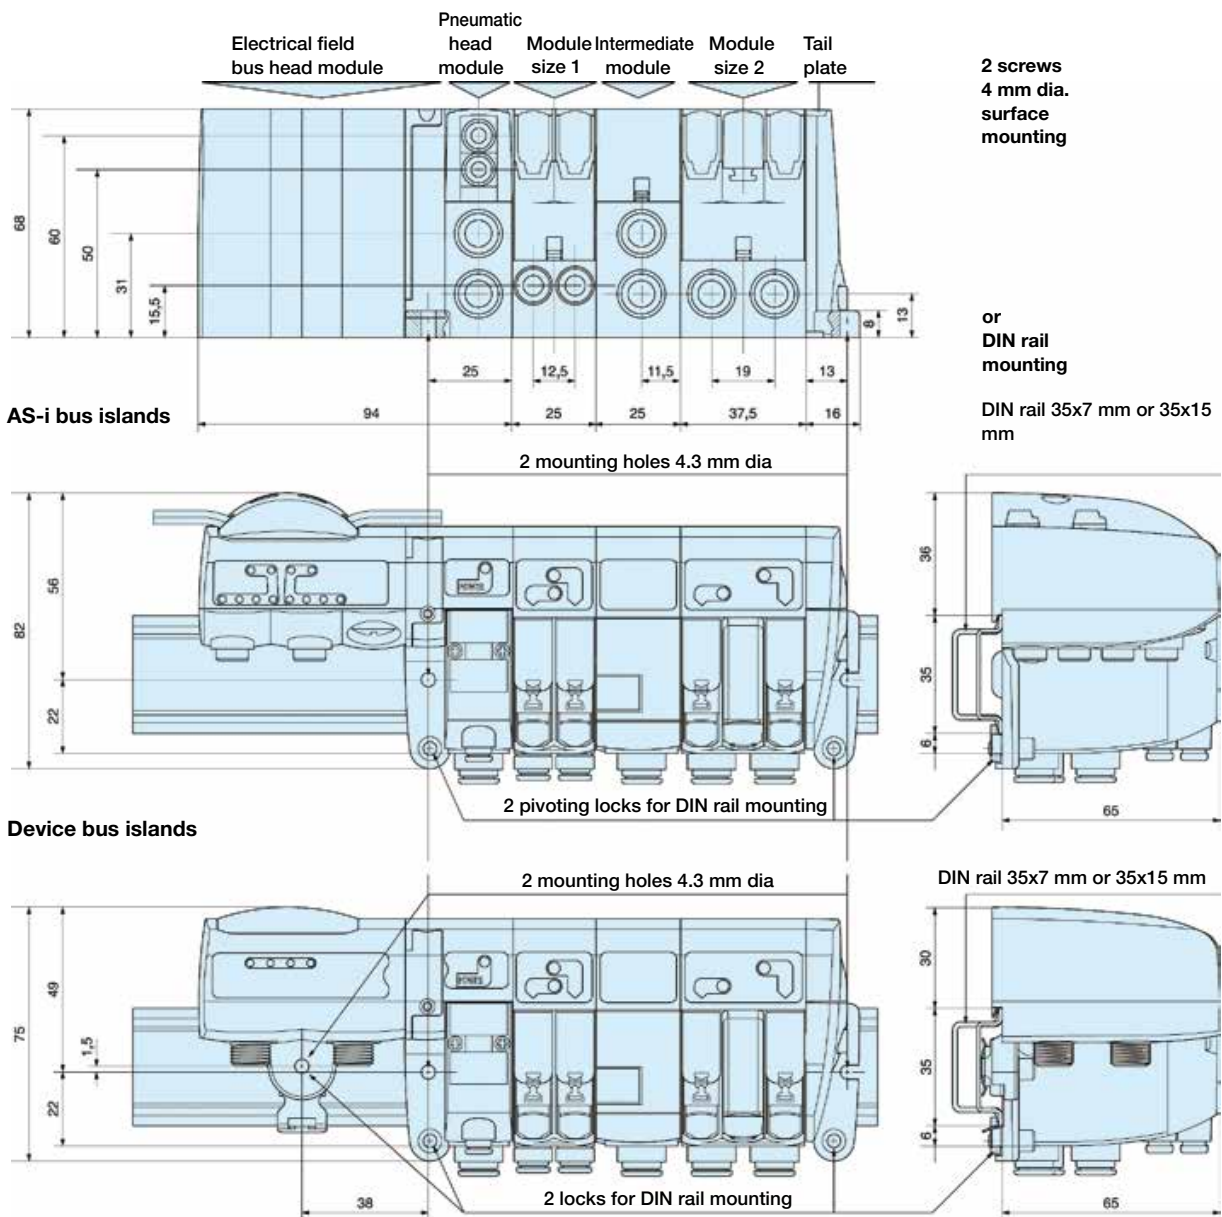 Electrical field
bus head module
Pneumatic
head
module
Module
size 1
Intermediate
module
Module
size 2
Tail
plate
2 screws
4 mm dia.
surface
mounting
68
60
50
31
15,5
8
13
or
DIN rail
mounting
25
12,5
11,5
19
13
DIN rail 35x7 mm or 35x15
mm
AS-i bus islands
94
25
25
37,5
16
2 mounting holes 4.3 mm dia
82
56
22
36
35
6
2 pivoting locks for DIN rail mounting
65
Device bus islands
2 mounting holes 4.3 mm dia
DIN rail 35x7 mm or 35x15 mm
75
49
1,5
22
30
35
6
38
2 locks for DIN rail mounting
65